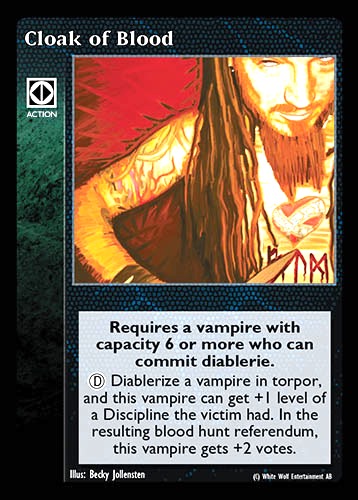 Cloak of Blood
ACTION
Requires a vampire with
capacity 6 or more who can
commit diablerie.
Ⓓ Diablerize a vampire in torpor,
and this vampire can get +1 level of
a Discipline the victim had. In the
resulting blood hunt referendum,
this vampire gets +2 votes.
Illus: Becky Jollensten (C) White Wolf Entertainment AB